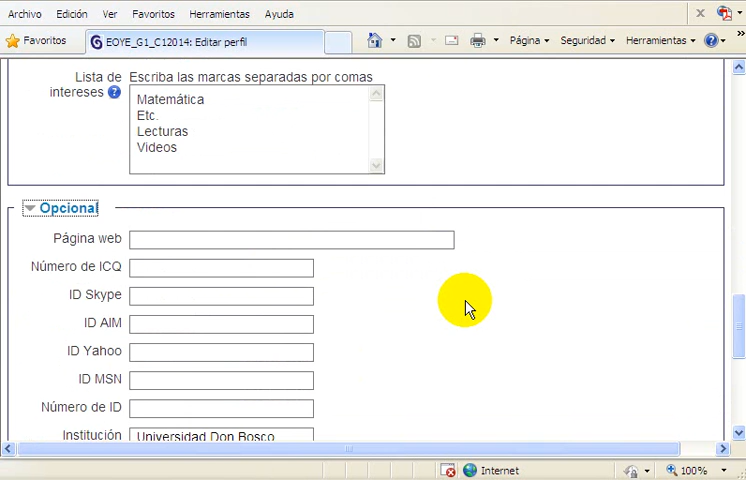 Archivo Edición Ver Favoritos Herramientas Ayuda
Favoritos EOYE_G1_C12014: Editar perfil Página Seguridad Herramientas
Lista de intereses
Escriba las marcas separadas por comas
Matemática
Etc.
Lecturas
Videos
Opcional
Página web
Número de ICQ
ID Skype
ID AIM
ID Yahoo
ID MSN
Número de ID
Institución Universidad Don Bosco
Internet 100%